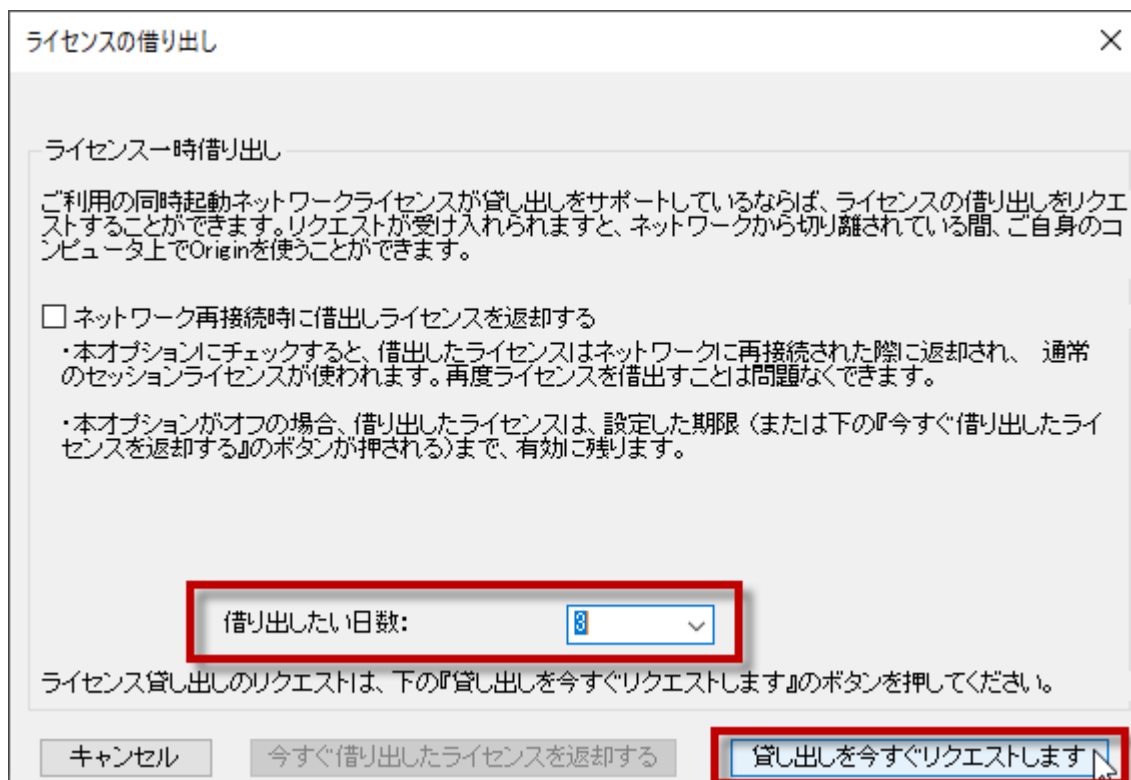 ライセンスの借り出し
ライセンス一時借り出し
ご利用の同時起動ネットワークライセンスが貸し出しをサポートしているならば、ライセンスの借り出しをリクエ
ストすることができます。リクエストが受け入れられますと、ネットワークから切り離されている間、ご自身のコ
ンピュータ上でOriginを使うことができます。
ネットワーク再接続時に借出しライセンスを返却する
・本オプションにチェックすると、借出したライセンスはネットワークに再接続された際に返却され、 通常
のセッションライセンスが使われます。再度ライセンスを借出すことは問題なくできます。
・本オプションがオフの場合、借り出したライセンスは、設定した期限 (または下の『今すぐ借り出したライ
センスを返却する』のボタンが押される)まで、有効に残ります。
借り出したい日数: 3
ライセンス貸し出しのリクエストは、下の『貸し出しを今すぐリクエストします』のボタンを押してください。
キャンセル 今すぐ借り出したライセンスを返却する 貸し出しを今すぐリクエストします